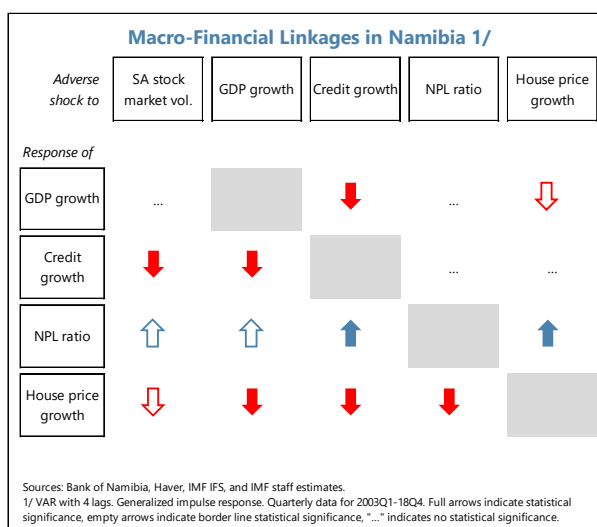 Macro-Financial Linkages in Namibia 1/
Adverse shock to
SA stock market vol.
GDP growth
Credit growth
NPL ratio
House price growth
Response of
GDP growth
...
...
Credit growth
...
...
NPL ratio
House price growth
Sources: Bank of Namibia, Haver, IMF IFS, and IMF staff estimates.
1/ VAR with 4 lags. Generalized impulse response. Quarterly data for 2003Q1-18Q4. Full arrows indicate statistical
significance, empty arrows indicate border line statistical significance, "..." indicates no statistical significance.